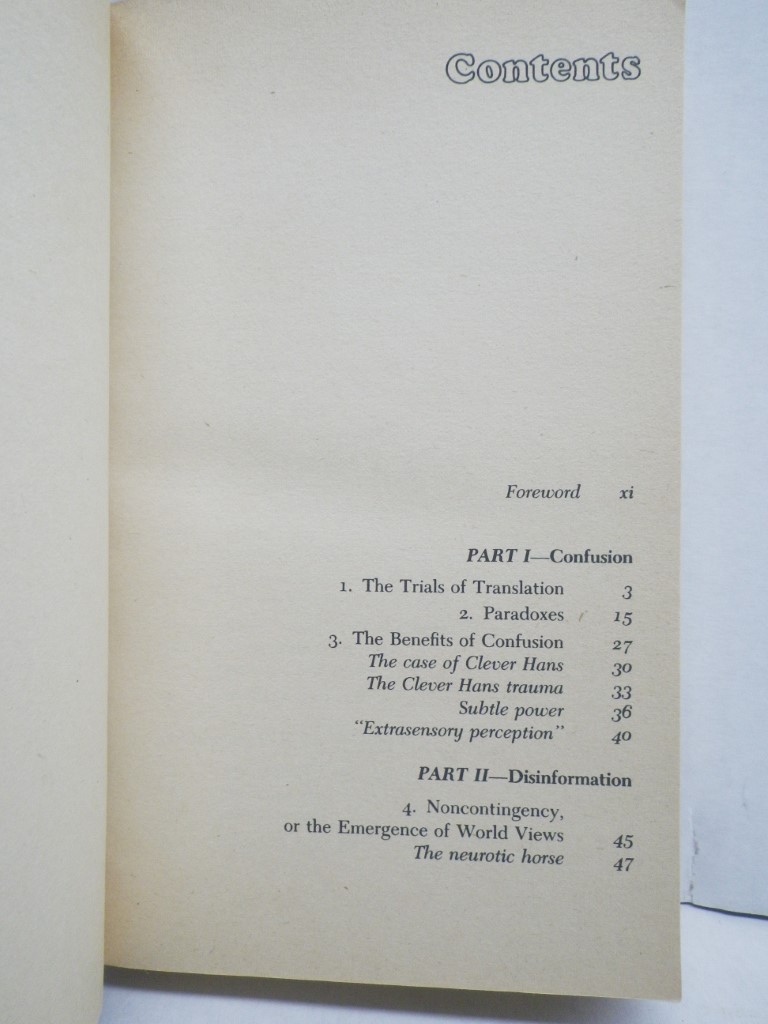 Contents
Foreword xi
PART I—Confusion
1. The Trials of Translation 3
2. Paradoxes 15
3. The Benefits of Confusion 27
The case of Clever Hans 30
The Clever Hans trauma 33
Subtle power 36
"Extrasensory perception" 40
PART II—Disinformation
4. Noncontingency,
or the Emergence of World Views 45
The neurotic horse 47